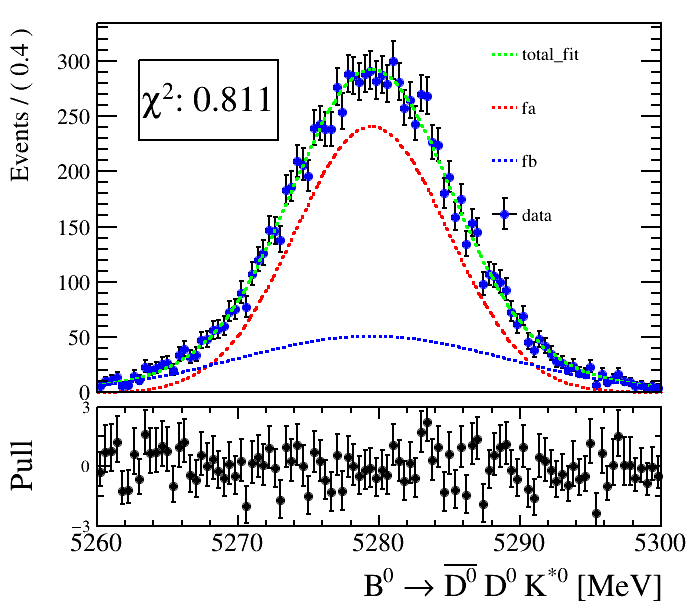 Events / ( 0.4 )
300
250
200
150
100
50
0
χ²: 0.811
total_fit
fa
fb
data
Pull
3
0
−3
5260 5270 5280 5290 5300
B⁰ → D̅⁰ D⁰ K*⁰ [MeV]